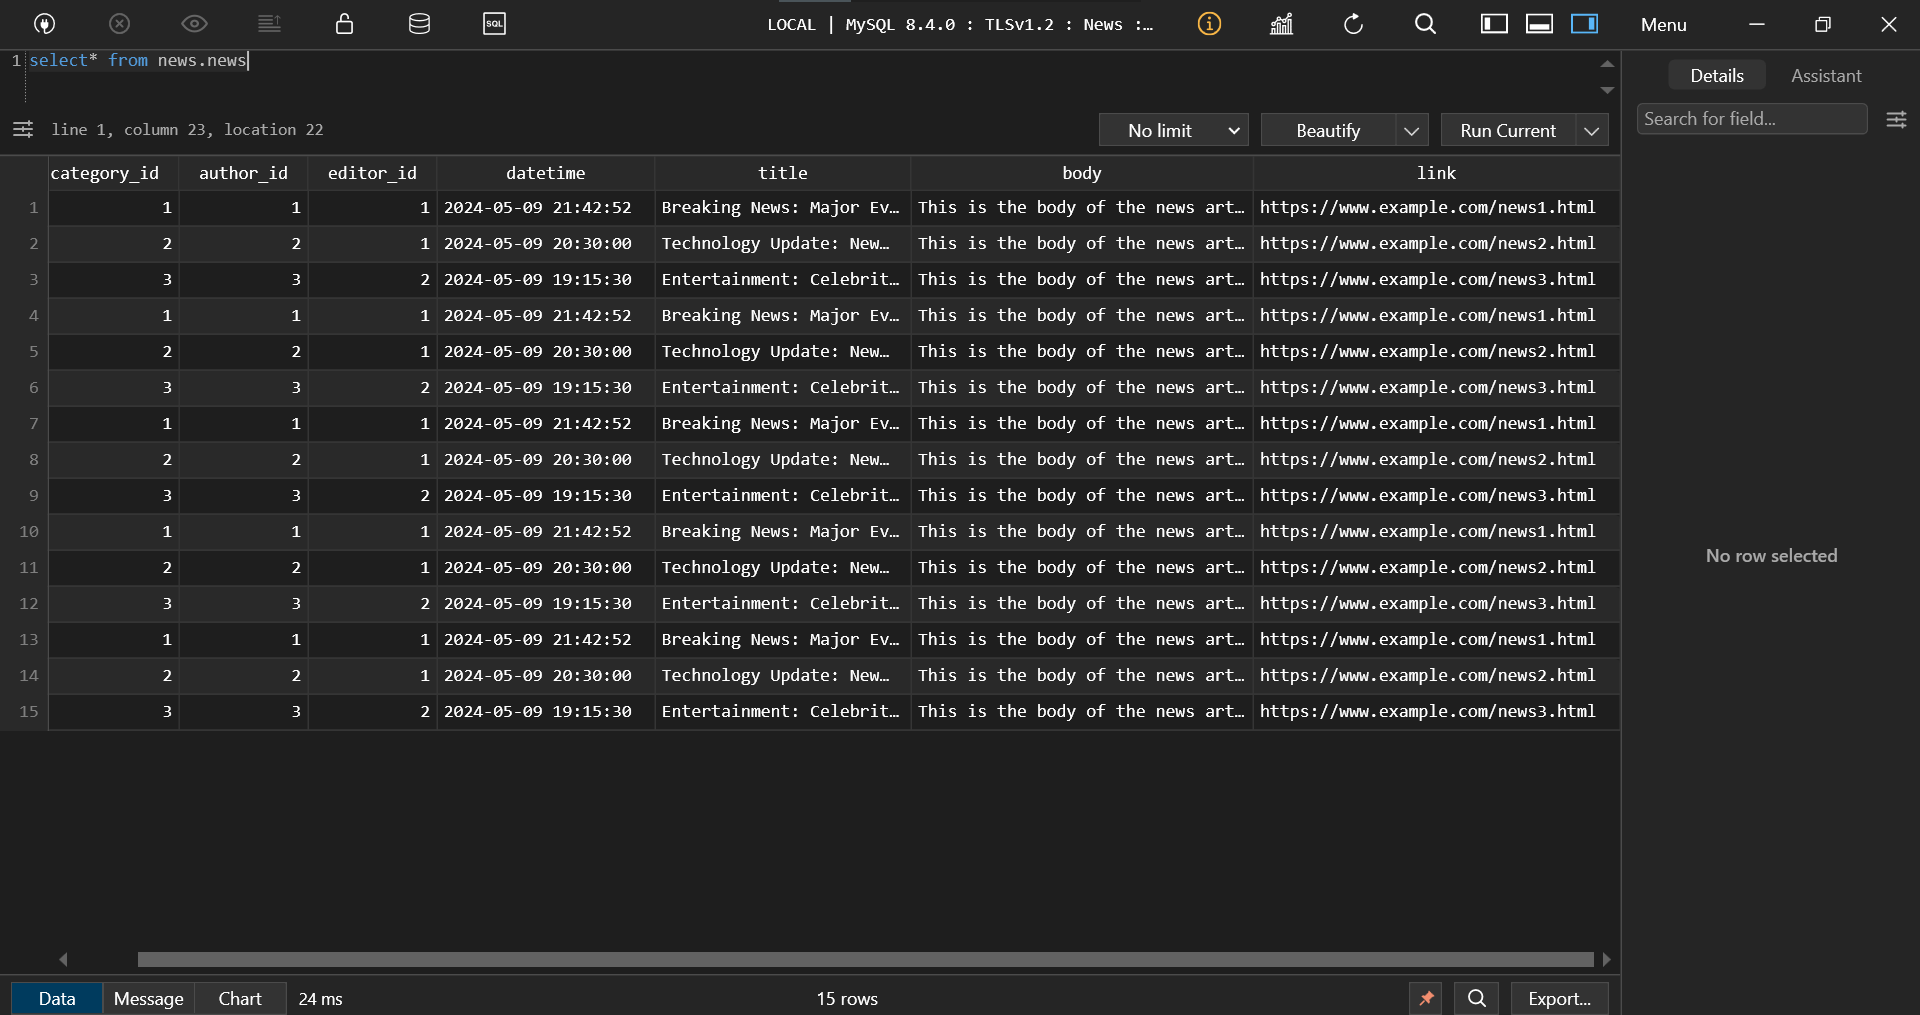 SQL LOCAL | MySQL 8.4.0 : TLSv1.2 : News :… Menu
1 select* from news.news
Details Assistant
Search for field...
line 1, column 23, location 22 No limit Beautify Run Current
category_id author_id editor_id datetime title body link
1 1 1 1 2024-05-09 21:42:52 Breaking News: Major Ev… This is the body of the news art… https://www.example.com/news1.html
2 2 2 1 2024-05-09 20:30:00 Technology Update: New… This is the body of the news art… https://www.example.com/news2.html
3 3 3 2 2024-05-09 19:15:30 Entertainment: Celebrit… This is the body of the news art… https://www.example.com/news3.html
4 1 1 1 2024-05-09 21:42:52 Breaking News: Major Ev… This is the body of the news art… https://www.example.com/news1.html
5 2 2 1 2024-05-09 20:30:00 Technology Update: New… This is the body of the news art… https://www.example.com/news2.html
6 3 3 2 2024-05-09 19:15:30 Entertainment: Celebrit… This is the body of the news art… https://www.example.com/news3.html
7 1 1 1 2024-05-09 21:42:52 Breaking News: Major Ev… This is the body of the news art… https://www.example.com/news1.html
8 2 2 1 2024-05-09 20:30:00 Technology Update: New… This is the body of the news art… https://www.example.com/news2.html
9 3 3 2 2024-05-09 19:15:30 Entertainment: Celebrit… This is the body of the news art… https://www.example.com/news3.html
10 1 1 1 2024-05-09 21:42:52 Breaking News: Major Ev… This is the body of the news art… https://www.example.com/news1.html
11 2 2 1 2024-05-09 20:30:00 Technology Update: New… This is the body of the news art… https://www.example.com/news2.html
12 3 3 2 2024-05-09 19:15:30 Entertainment: Celebrit… This is the body of the news art… https://www.example.com/news3.html
13 1 1 1 2024-05-09 21:42:52 Breaking News: Major Ev… This is the body of the news art… https://www.example.com/news1.html
14 2 2 1 2024-05-09 20:30:00 Technology Update: New… This is the body of the news art… https://www.example.com/news2.html
15 3 3 2 2024-05-09 19:15:30 Entertainment: Celebrit… This is the body of the news art… https://www.example.com/news3.html
No row selected
Data Message Chart 24 ms 15 rows Export...